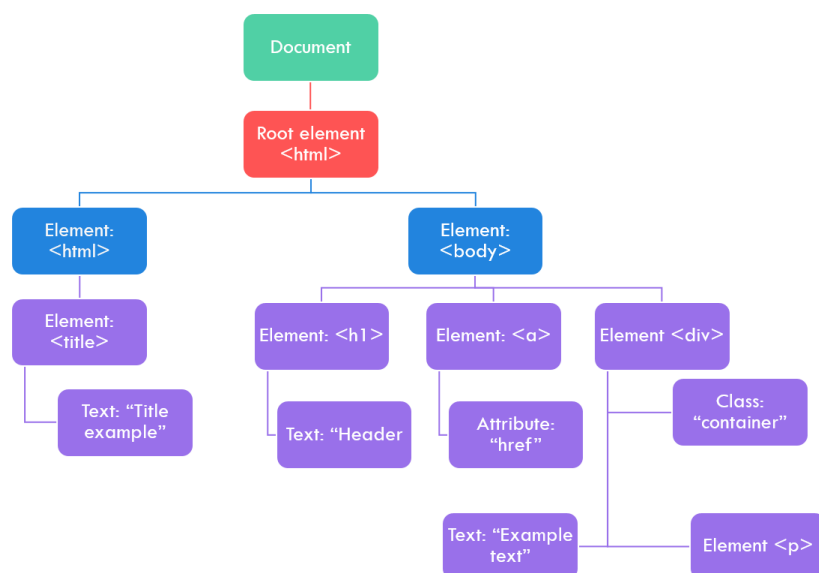 Document
Root element
<html>
Element:
<html>
Element:
<body>
Element:
<title>
Element: <h1>
Element: <a>
Element <div>
Text: “Title
example”
Text: “Header
Attribute:
“href”
Class:
“container”
Text: “Example
text”
Element <p>